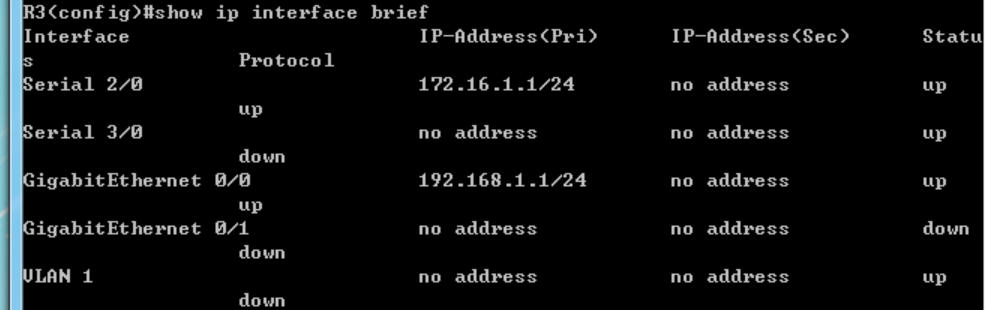 R3(config)#show ip interface brief
Interface IP-Address(Pri) IP-Address(Sec) Statu
s Protocol
Serial 2/0 172.16.1.1/24 no address up
up
Serial 3/0 no address no address up
down
GigabitEthernet 0/0 192.168.1.1/24 no address up
up
GigabitEthernet 0/1 no address no address down
down
VLAN 1 no address no address up
down